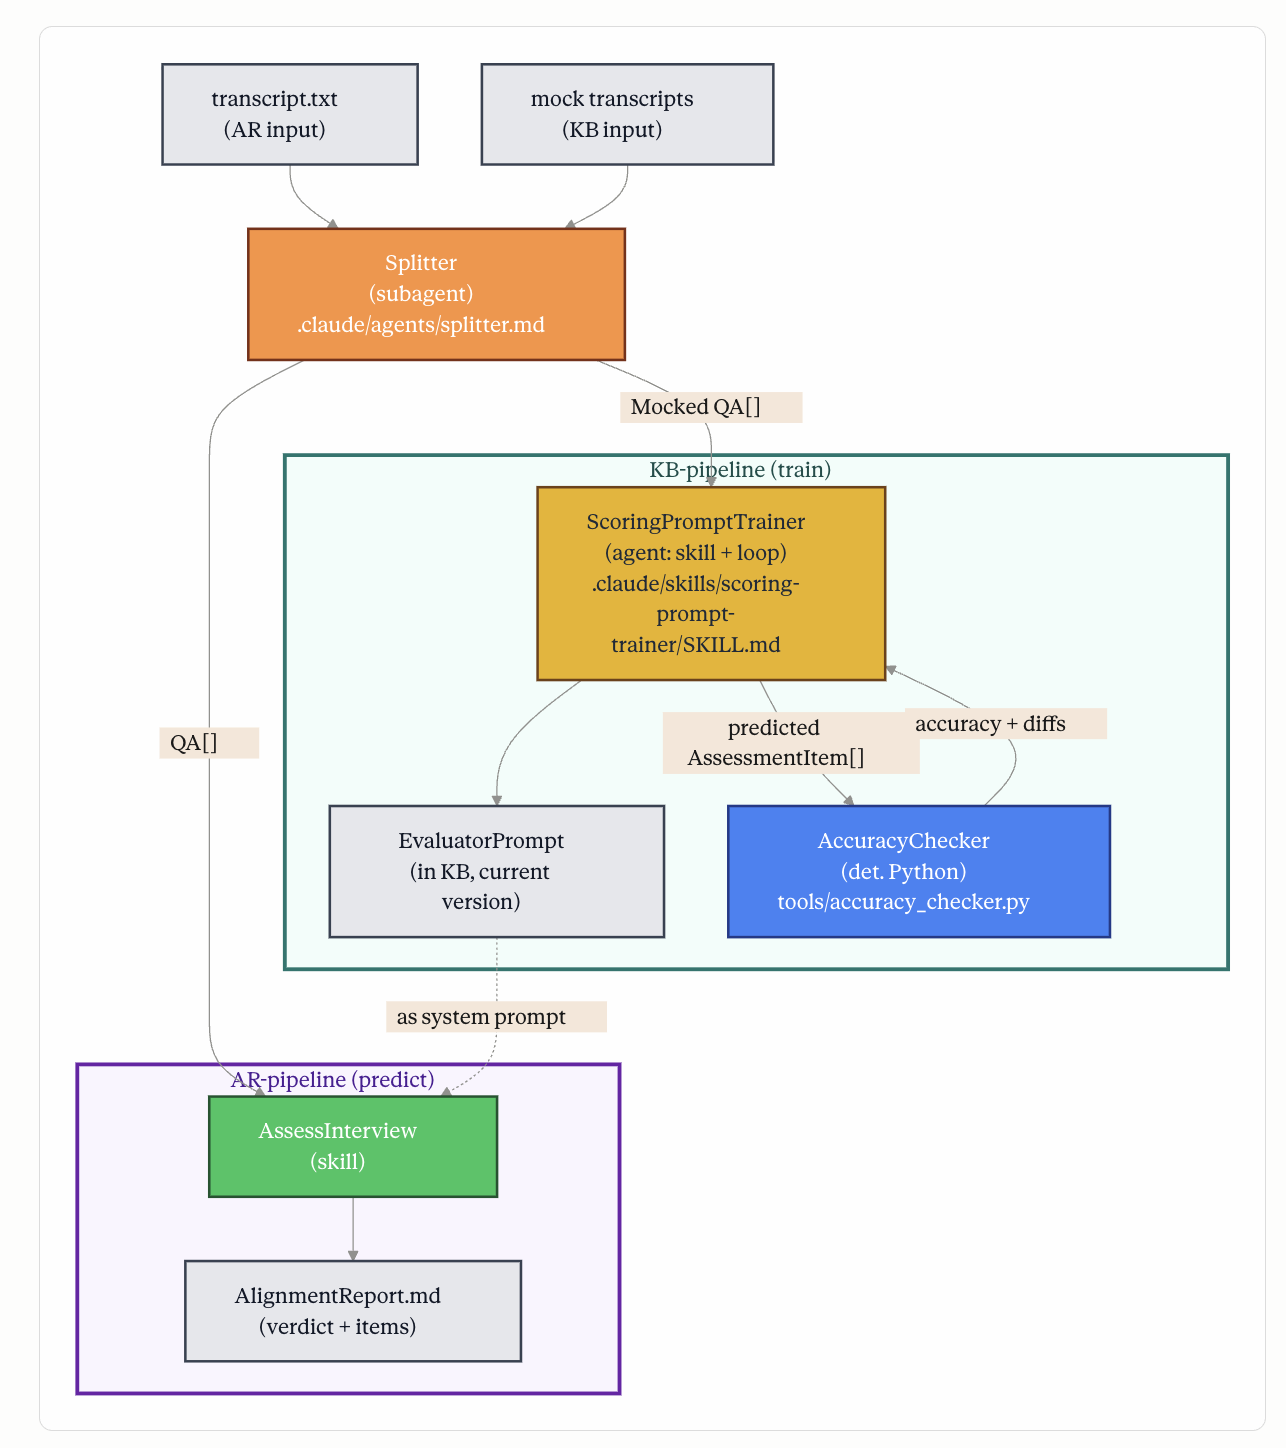 transcript.txt
(AR input)
mock transcripts
(KB input)
Splitter
(subagent)
.claude/agents/splitter.md
Mocked QA[]
KB-pipeline (train)
ScoringPromptTrainer
(agent: skill + loop)
.claude/skills/scoring-
prompt-
trainer/SKILL.md
QA[]
predicted
AssessmentItem[]
accuracy + diffs
EvaluatorPrompt
(in KB, current
version)
AccuracyChecker
(det. Python)
tools/accuracy_checker.py
as system prompt
AR-pipeline (predict)
AssessInterview
(skill)
AlignmentReport.md
(verdict + items)